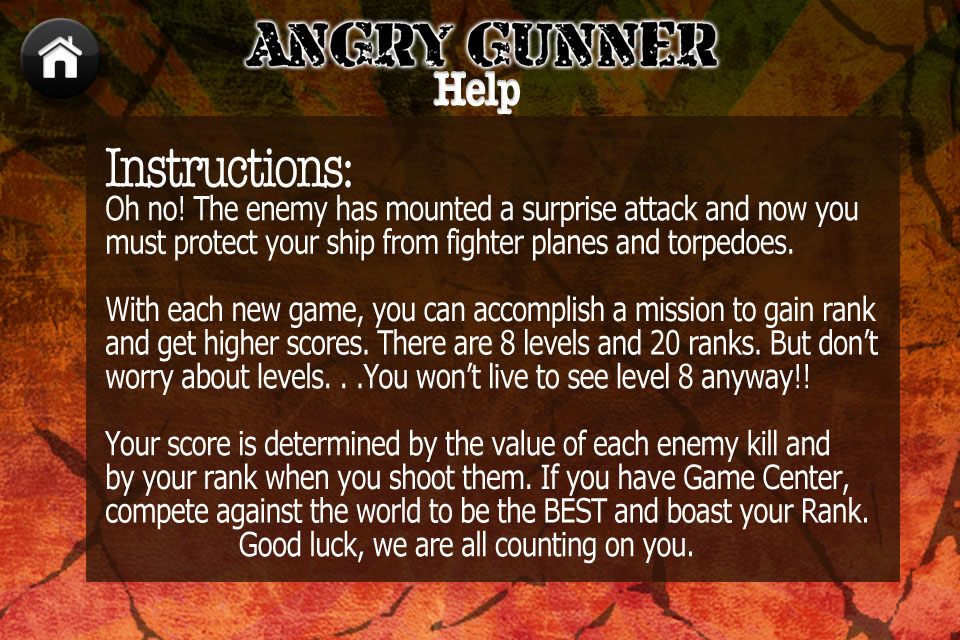 ANGRY GUNNER
Help
Instructions:
Oh no! The enemy has mounted a surprise attack and now you
must protect your ship from fighter planes and torpedoes.
With each new game, you can accomplish a mission to gain rank
and get higher scores. There are 8 levels and 20 ranks. But don’t
worry about levels. . .You won’t live to see level 8 anyway!!
Your score is determined by the value of each enemy kill and
by your rank when you shoot them. If you have Game Center,
compete against the world to be the BEST and boast your Rank.
Good luck, we are all counting on you.